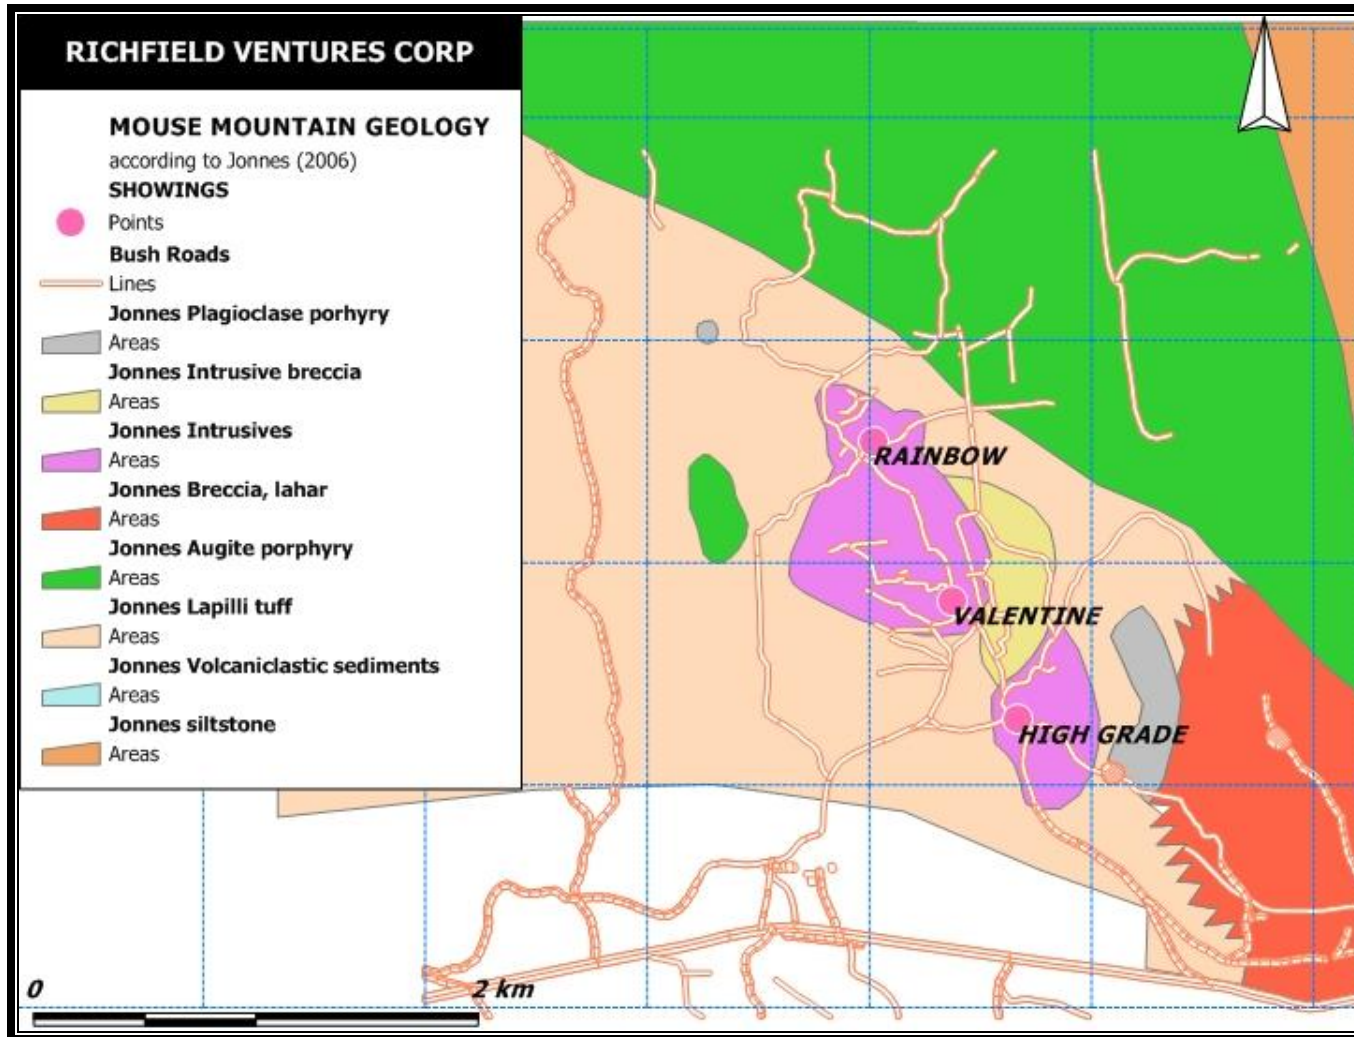 RICHFIELD VENTURES CORP
MOUSE MOUNTAIN GEOLOGY
according to Jonnes (2006)
SHOWINGS
Points
Bush Roads
Lines
Jonnes Plagioclase porhyry
Areas
Jonnes Intrusive breccia
Areas
Jonnes Intrusives
Areas
Jonnes Breccia, lahar
Areas
Jonnes Augite porphyry
Areas
Jonnes Lapilli tuff
Areas
Jonnes Volcaniclastic sediments
Areas
Jonnes siltstone
Areas
RAINBOW
VALENTINE
HIGH GRADE
0
2 km